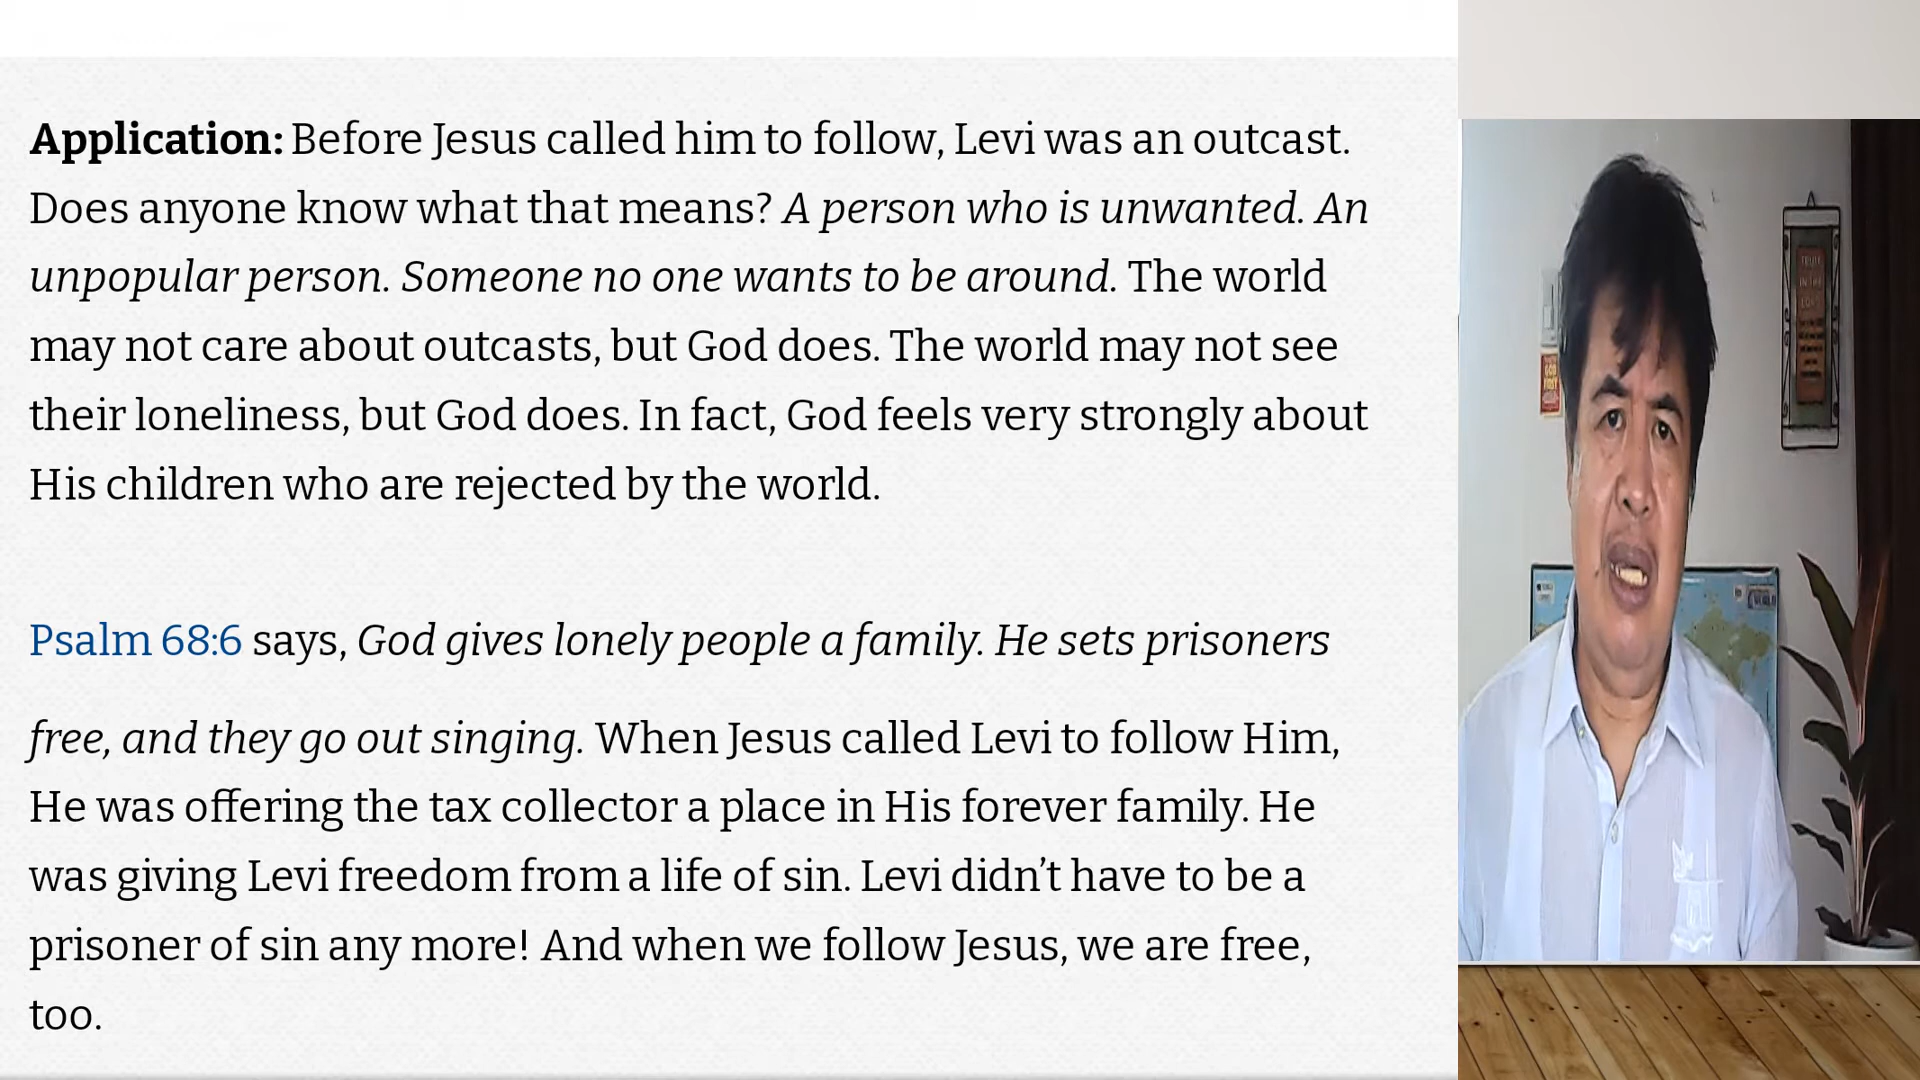 Application: Before Jesus called him to follow, Levi was an outcast.
Does anyone know what that means? A person who is unwanted. An
unpopular person. Someone no one wants to be around. The world
may not care about outcasts, but God does. The world may not see
their loneliness, but God does. In fact, God feels very strongly about
His children who are rejected by the world.
Psalm 68:6 says, God gives lonely people a family. He sets prisoners
free, and they go out singing. When Jesus called Levi to follow Him,
He was offering the tax collector a place in His forever family. He
was giving Levi freedom from a life of sin. Levi didn’t have to be a
prisoner of sin any more! And when we follow Jesus, we are free,
too.
TRUST
IN THE
LORD
GOD
FIRST